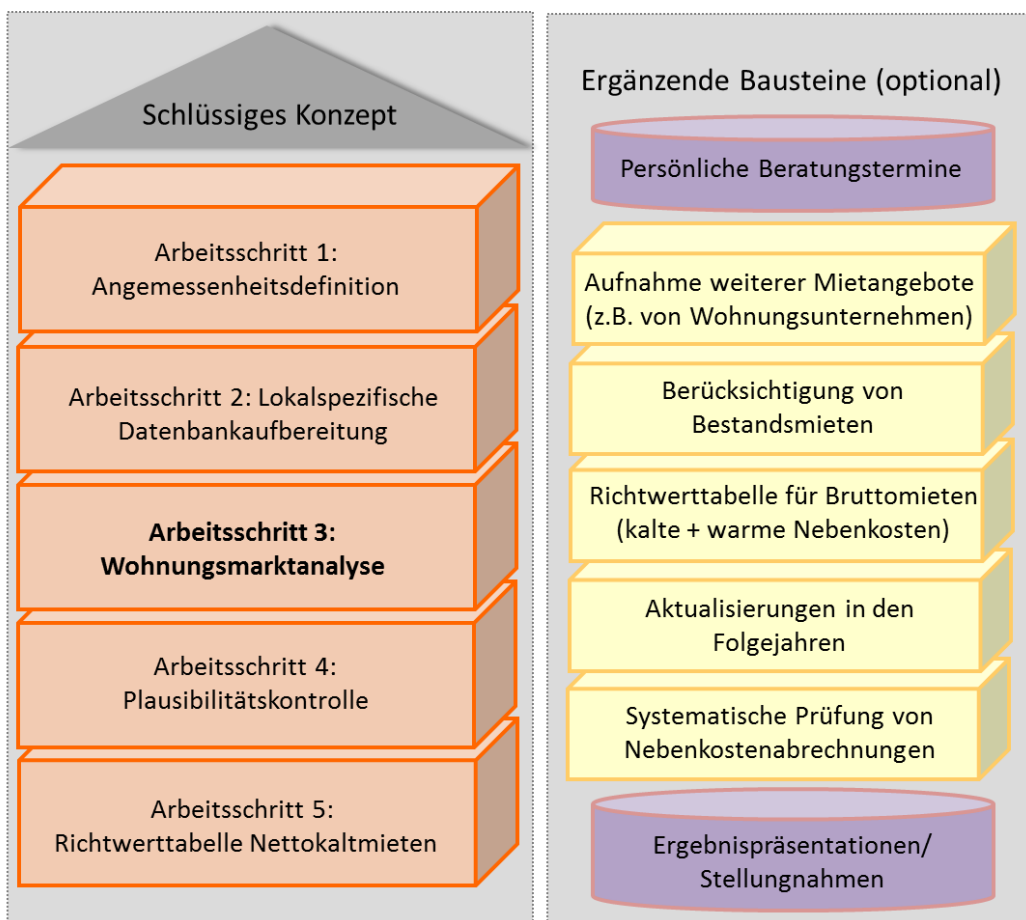 Schlüssiges Konzept
Arbeitsschritt 1:
Angemessenheitsdefinition
Arbeitsschritt 2: Lokalspezifische
Datenbankaufbereitung
Arbeitsschritt 3:
Wohnungsmarktanalyse
Arbeitsschritt 4:
Plausibilitätskontrolle
Arbeitsschritt 5:
Richtwerttabelle Nettokaltmieten
Ergänzende Bausteine (optional)
Persönliche Beratungstermine
Aufnahme weiterer Mietangebote
(z.B. von Wohnungsunternehmen)
Berücksichtigung von
Bestandsmieten
Richtwerttabelle für Bruttomieten
(kalte + warme Nebenkosten)
Aktualisierungen in den
Folgejahren
Systematische Prüfung von
Nebenkostenabrechnungen
Ergebnispräsentationen/
Stellungnahmen